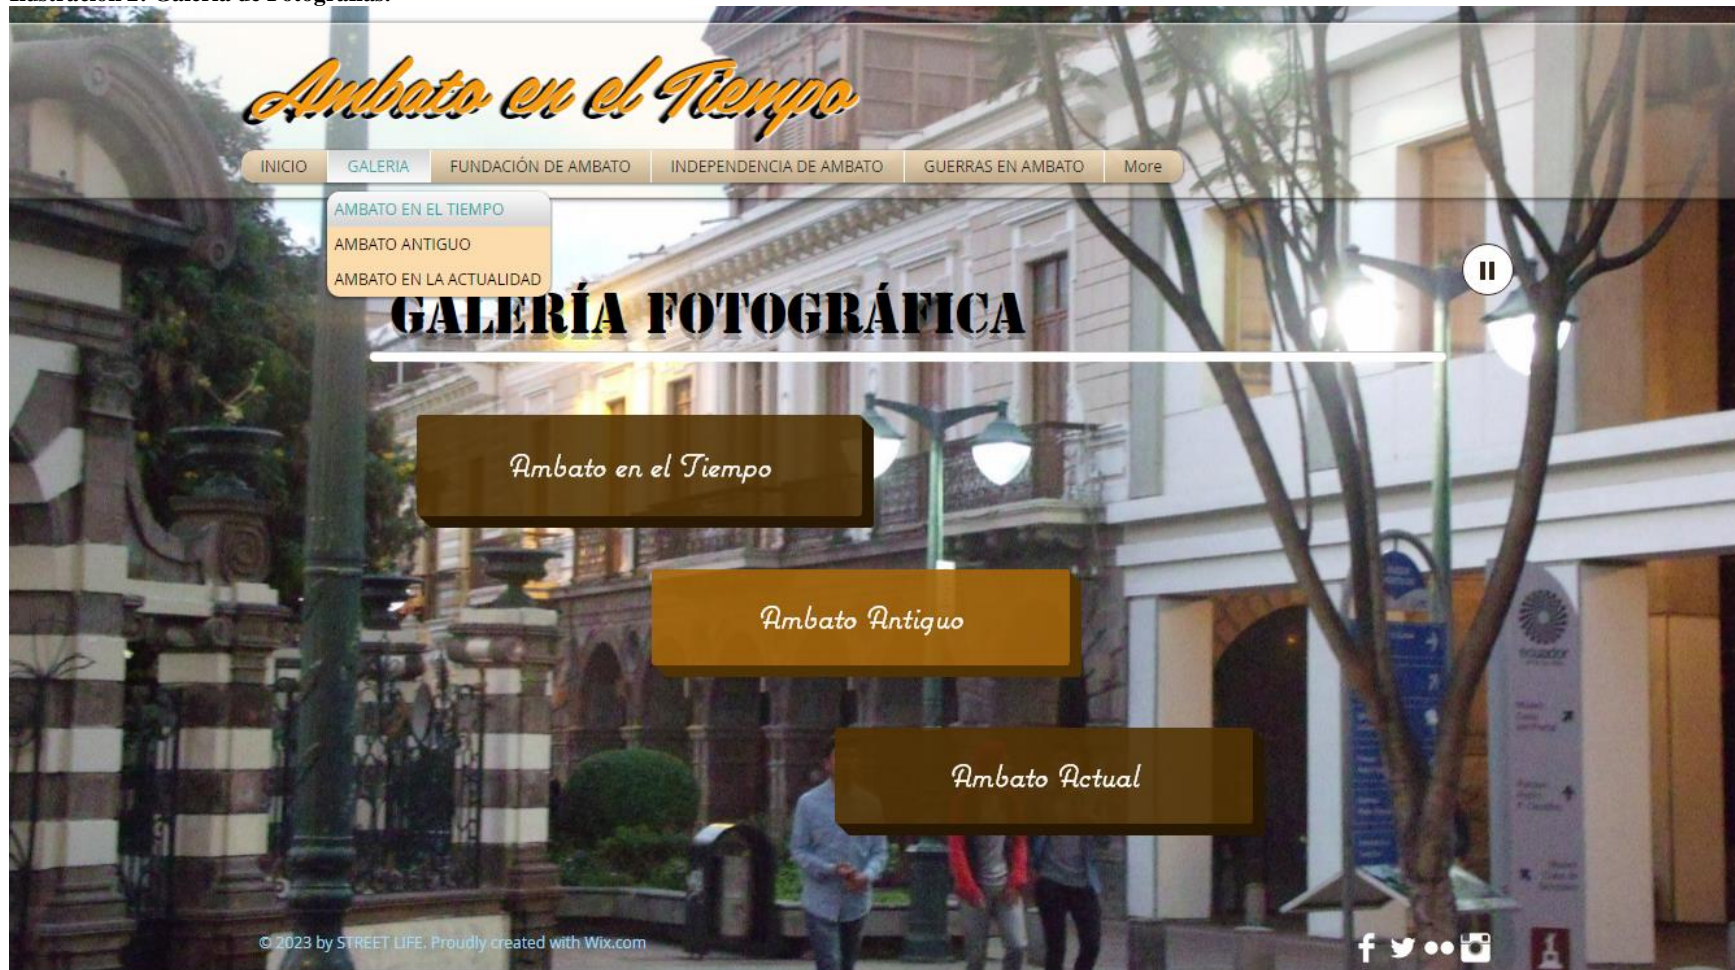 Ilustración 2: Galería de Fotografías.
Ambato en el Tiempo
INICIO GALERIA FUNDACIÓN DE AMBATO INDEPENDENCIA DE AMBATO GUERRAS EN AMBATO More
AMBATO EN EL TIEMPO
AMBATO ANTIGUO
AMBATO EN LA ACTUALIDAD
GALERÍA FOTOGRÁFICA
Ambato en el Tiempo
Ambato Antiguo
ecuador
Ambato Actual
© 2023 by STREET LIFE. Proudly created with Wix.com